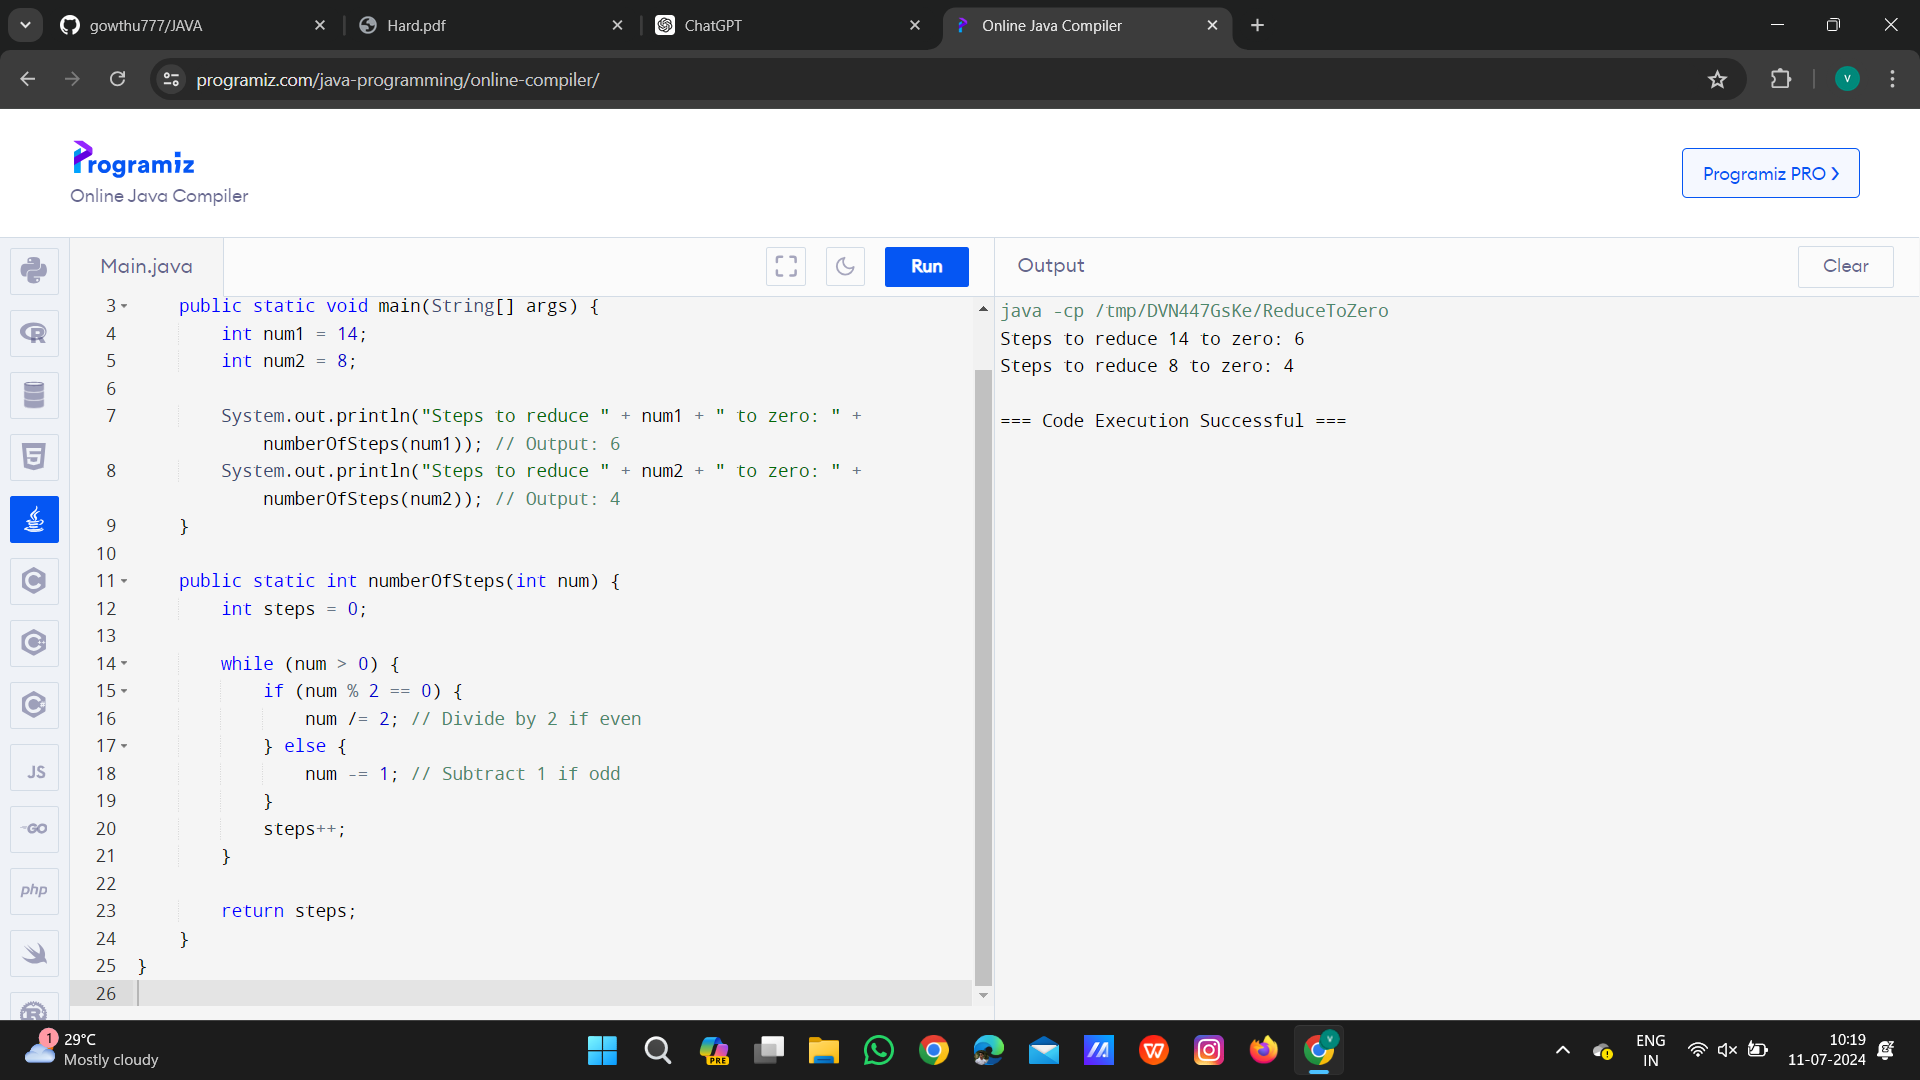 gowthu777/JAVA
Hard.pdf
ChatGPT
Online Java Compiler
programiz.com/java-programming/online-compiler/
V
Programiz
Online Java Compiler
Programiz PRO
Main.java
Run
Output
Clear
3 public static void main(String[] args) {
4 int num1 = 14;
5 int num2 = 8;
6
7 System.out.println("Steps to reduce " + num1 + " to zero: " +
numberOfSteps(num1)); // Output: 6
8 System.out.println("Steps to reduce " + num2 + " to zero: " +
numberOfSteps(num2)); // Output: 4
9 }
10
11 public static int numberOfSteps(int num) {
12 int steps = 0;
13
14 while (num > 0) {
15 if (num % 2 == 0) {
16 num /= 2; // Divide by 2 if even
17 } else {
18 num -= 1; // Subtract 1 if odd
19 }
20 steps++;
21 }
22
23 return steps;
24 }
25 }
26
java -cp /tmp/DVN447GsKe/ReduceToZero
Steps to reduce 14 to zero: 6
Steps to reduce 8 to zero: 4
=== Code Execution Successful ===
JS
GO
php
1
29°C
Mostly cloudy
PRE
V
ENG
IN
10:19
11-07-2024